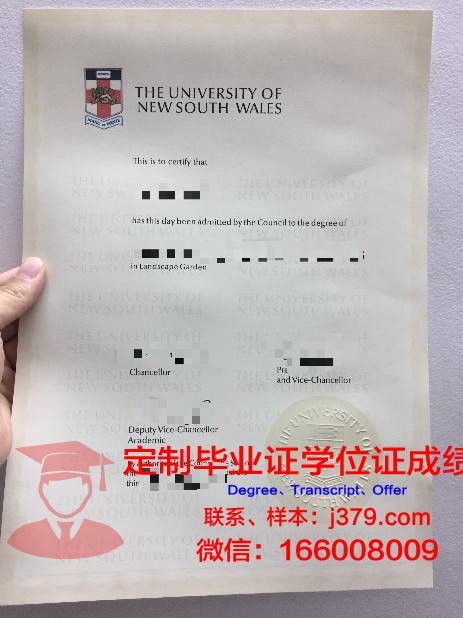 THE UNIVERSITY OF
NEW SOUTH WALES
This is to certify that
has this day been admitted by the Council to the degree of
in Landscape Garden
Chancellor
Pre
and Vice-Chancellor
Deputy Vice-Chancellor
Academic
定制毕业证学位证成绩
Degree、Transcript、Offer
联系、样本：j379.com
微信：166008009